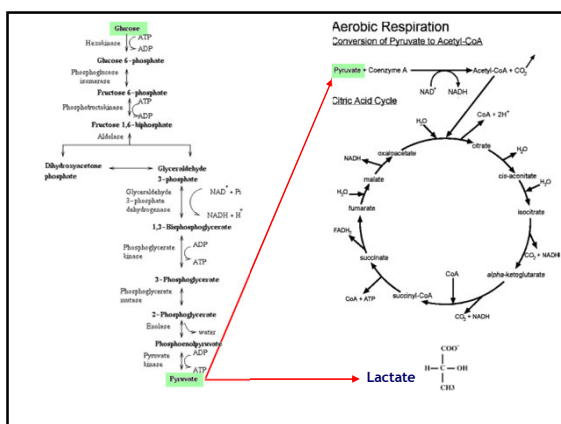 Glucose
Hexokinase
ATP
ADP
Glucose 6-phosphate
Phosphoglucose
isomerase
Fructose 6-phosphate
Phosphofructokinase
ATP
ADP
Fructose 1,6-biphosphate
Aldolase
Dihydroxyacetone
phosphate
Glyceraldehyde
3-phosphate
Glyceraldehyde
3-phosphate
dehydrogenase
NAD+ + Pi
NADH + H+
1,3-Bisphosphoglycerate
Phosphoglycerate
kinase
ADP
ATP
3-Phosphoglycerate
Phosphoglycerate
mutase
2-Phosphoglycerate
Enolase
water
Phosphoenolpyruvate
Pyruvate
kinase
ADP
ATP
Pyruvate
Aerobic Respiration
Conversion of Pyruvate to Acetyl-CoA
Pyruvate + Coenzyme A
Acetyl-CoA + CO2
NAD+
NADH
Citric Acid Cycle
H2O
CoA + 2H+
oxaloacetate
citrate
NADH
H2O
malate
cis-aconitate
H2O
H2O
fumarate
isocitrate
FADH2
CO2 + NADH
succinate
CoA
alpha-ketoglutarate
CoA + ATP
succinyl-CoA
CO2 + NADH
Lactate
COO-
H-C-OH
CH3